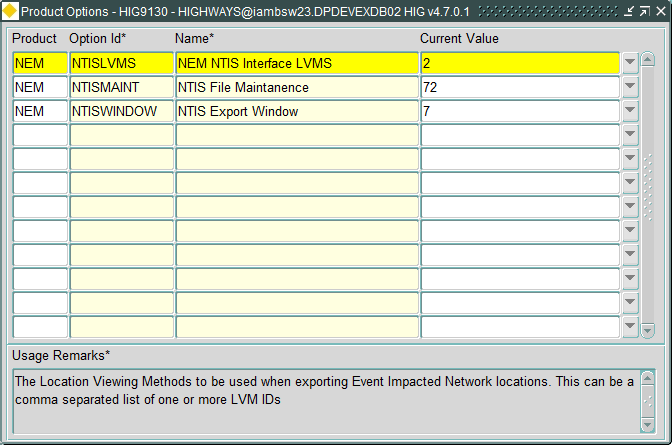 Product Options - HIG9130 - HIGHWAYS@iambsw23.DPDEVEXDB02 HIG v4.7.0.1
Product Option Id* Name* Current Value
NEM NTISLVMS NEM NTIS Interface LVMS 2
NEM NTISMAINT NTIS File Maintanence 72
NEM NTISWINDOW NTIS Export Window 7
Usage Remarks*
The Location Viewing Methods to be used when exporting Event Impacted Network locations. This can be a
comma separated list of one or more LVM IDs